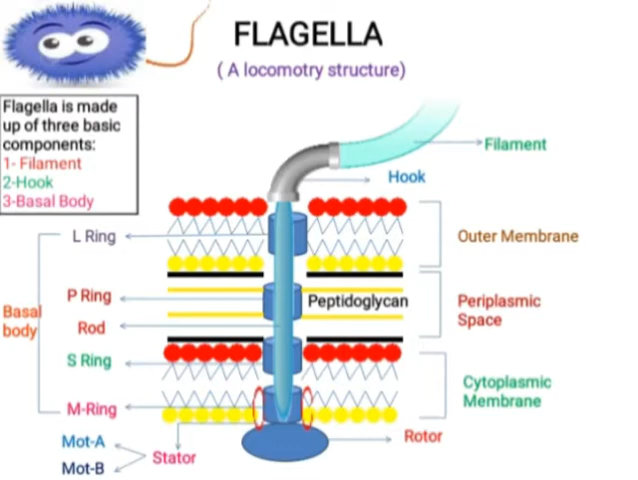 FLAGELLA
( A locomotry structure)
Flagella is made
up of three basic
components:
1- Filament
2-Hook
3-Basal Body
Filament
Hook
L Ring
Outer Membrane
P Ring
Peptidoglycan
Periplasmic
Space
Basal
body
Rod
S Ring
Cytoplasmic
Membrane
M-Ring
Rotor
Mot-A
Stator
Mot-B